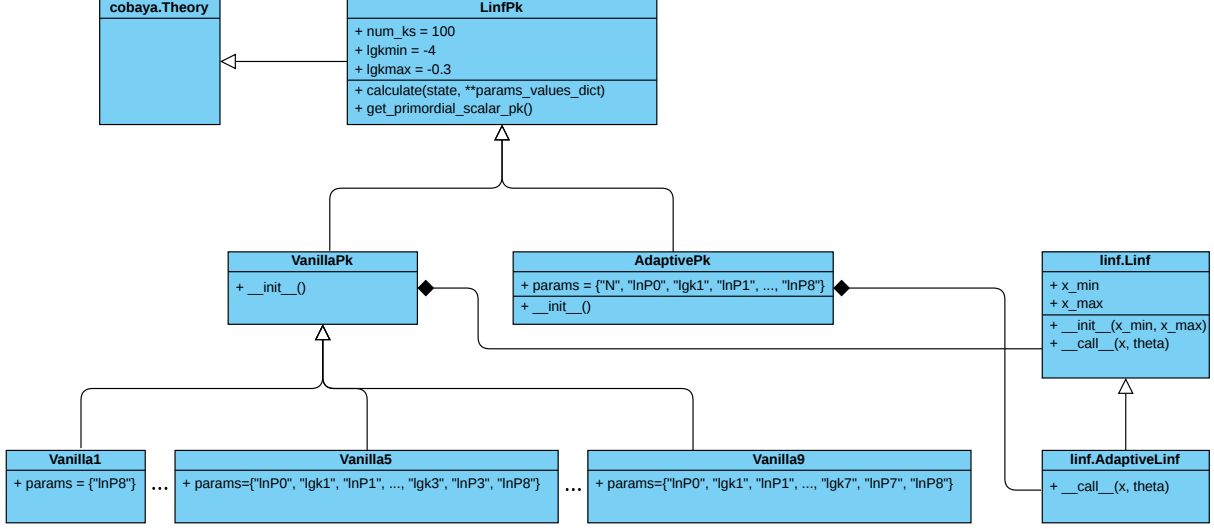 cobaya.Theory
LinfPk
+ num_ks = 100
+ lgkmin = -4
+ lgkmax = -0.3
+ calculate(state, **params_values_dict)
+ get_primordial_scalar_pk()
VanillaPk
+ __init__()
AdaptivePk
+ params = {"N", "lnP0", "lgk1", "lnP1", ..., "lnP8"}
+ __init__()
linf.Linf
+ x_min
+ x_max
+ __init__(x_min, x_max)
+ __call__(x, theta)
Vanilla1
+ params = {"lnP8"}
...
Vanilla5
+ params={"lnP0", "lgk1", "lnP1", ..., "lgk3", "lnP3", "lnP8"}
...
Vanilla9
+ params={"lnP0", "lgk1", "lnP1", ..., "lgk7", "lnP7", "lnP8"}
linf.AdaptiveLinf
+ __call__(x, theta)